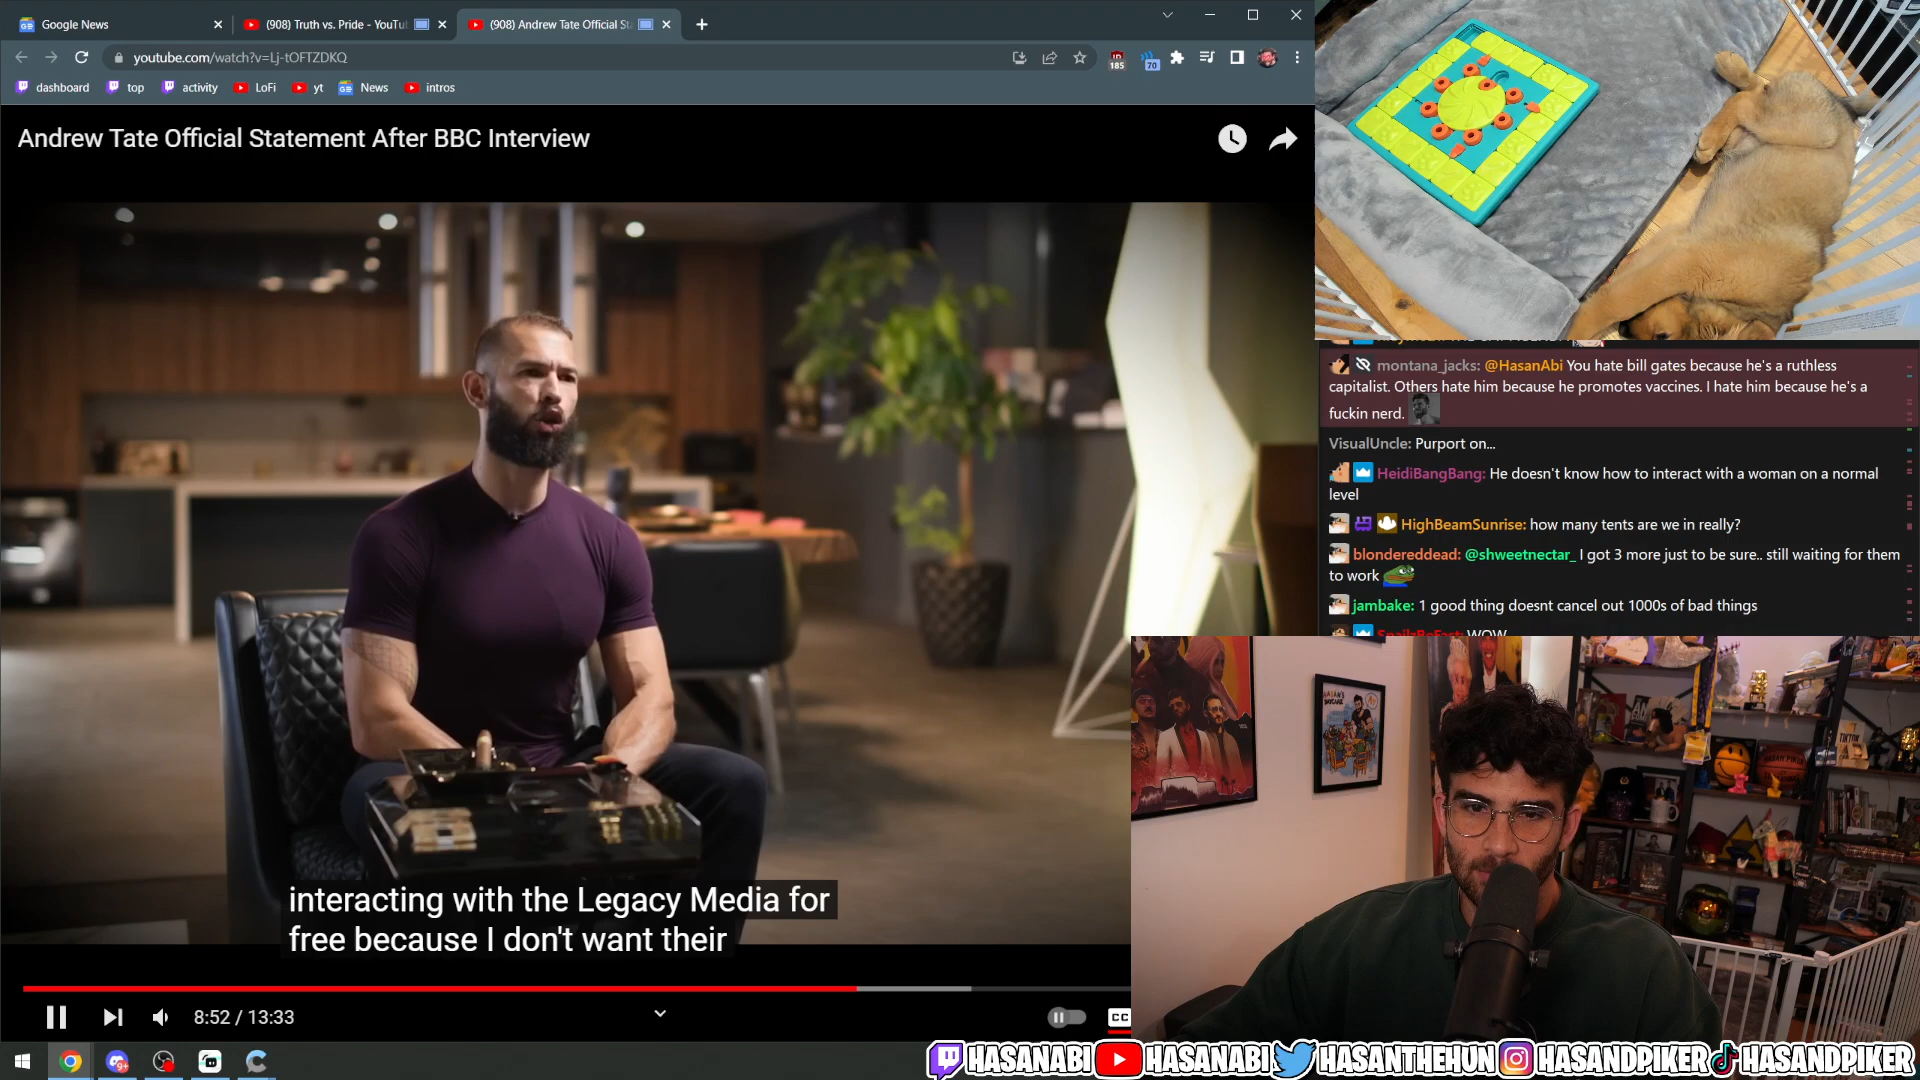 Google News
(908) Truth vs. Pride - YouTu
(908) Andrew Tate Official St
youtube.com/watch?v=Lj-tOFTZDKQ
185
70
dashboard
top
activity
LoFi
yt
News
intros
Andrew Tate Official Statement After BBC Interview
interacting with the Legacy Media for
free because I don't want their
8:52 / 13:33
CC
montana_jacks: @HasanAbi You hate bill gates because he's a ruthless
capitalist. Others hate him because he promotes vaccines. I hate him because he's a
fuckin nerd.
VisualUncle: Purport on...
HeidiBangBang: He doesn't know how to interact with a woman on a normal
level
HighBeamSunrise: how many tents are we in really?
blondereddead: @shweetnectar_ I got 3 more just to be sure.. still waiting for them
to work
jambake: 1 good thing doesnt cancel out 1000s of bad things
HASANABI HASANABI HASANTHEHUN HASANDPIKER HASANDPIKER